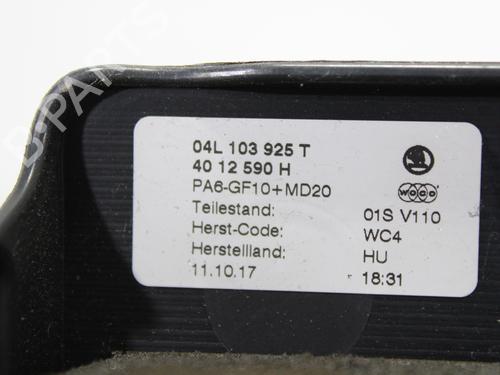 B-PARTS
04L 103 925 T
40 12 590 H
PA6-GF10+MD20
woco
Teilestand: 01S V110
Herst-Code: WC4
Herstellland: HU
11.10.17 18:31